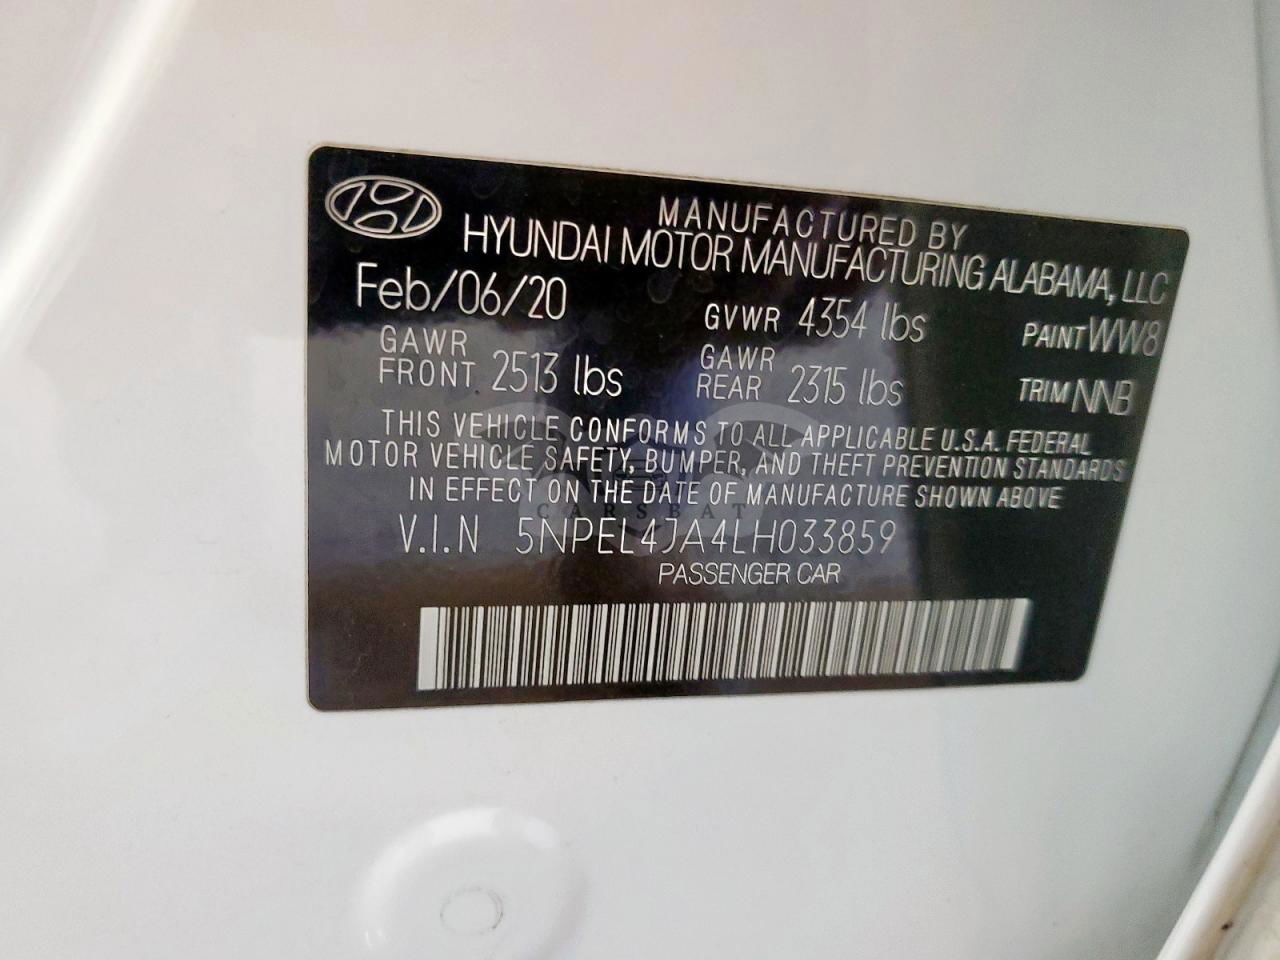 MANUFACTURED BY
HYUNDAI MOTOR MANUFACTURING ALABAMA, LLC
Feb/06/20 GVWR 4354 lbs PAINT WW8
GAWR FRONT 2513 lbs GAWR REAR 2315 lbs TRIM NNB
THIS VEHICLE CONFORMS TO ALL APPLICABLE U.S.A. FEDERAL
MOTOR VEHICLE SAFETY, BUMPER, AND THEFT PREVENTION STANDARDS
IN EFFECT ON THE DATE OF MANUFACTURE SHOWN ABOVE
CARSBAT
V.I.N 5NPEL4JA4LH033859
PASSENGER CAR